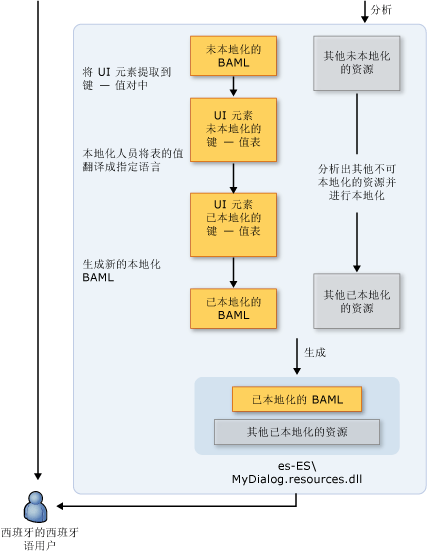 分析
未本地化的
BAML
其他未本地化
的资源
将 UI 元素提取到
键 — 值对中
UI 元素
未本地化的
键 — 值表
本地化人员将表的值
翻译成指定语言
分析出其他不可
本地化的资源并
进行本地化
UI 元素
已本地化的
键 — 值表
生成新的本地化
BAML
已本地化的
BAML
其他已本地化
的资源
生成
已本地化的 BAML
其他已本地化的资源
es-ES\
MyDialog.resources.dll
西班牙的西班牙
语用户